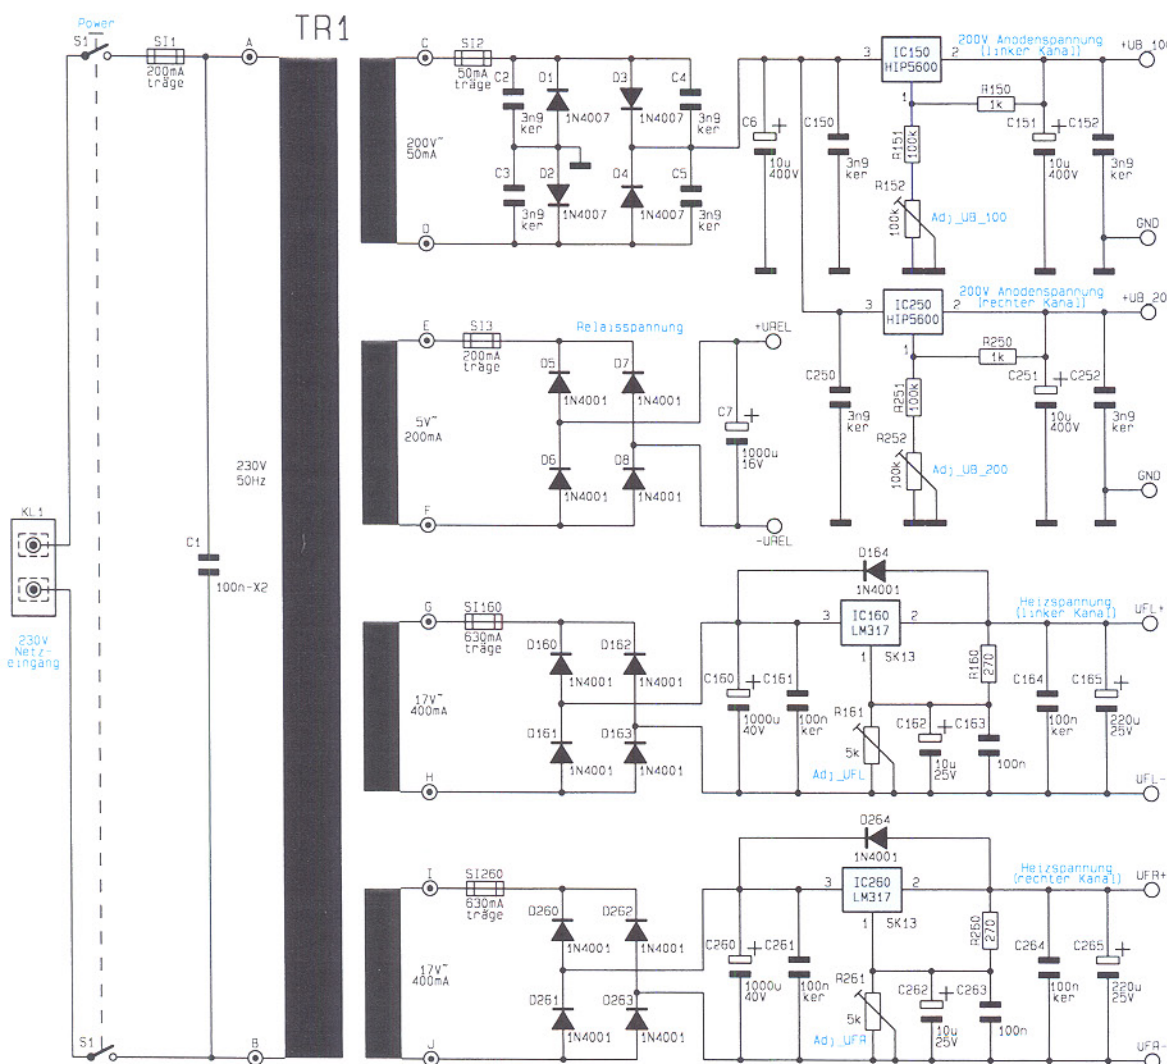 TR1
Power
S1
SI1
200mA
träge
A
C1
100n-X2
230V
50Hz
KL1
230V
Netz-
eingang
S1
B
C
SI2
50mA
träge
200V~
50mA
C2
3n9
ker
D1
1N4007
D3
1N4007
C4
3n9
ker
C3
3n9
ker
D2
1N4007
D4
1N4007
C5
3n9
ker
D
C6
10u
400V
C150
3n9
ker
3
IC150
HIP5600
2
1
200V Anodenspannung
(linker Kanal)
+UB_100
R150
1k
R151
100k
R152
100k
Adj_UB_100
C151
10u
400V
C152
3n9
ker
GND
3
IC250
HIP5600
2
1
200V Anodenspannung
(rechter Kanal)
R250
1k
C250
3n9
ker
R251
100k
R252
100k
Adj_UB_200
C251
10u
400V
C252
3n9
ker
GND
E
SI3
200mA
träge
Relaisspannung
+UREL
5V~
200mA
D5
1N4001
D7
1N4001
D6
1N4001
D8
1N4001
C7
1000u
16V
F
-UREL
G
SI160
630mA
träge
17V~
400mA
D160
1N4001
D162
1N4001
D161
1N4001
D163
1N4001
H
D164
1N4001
3
IC160
LM317
2
1
SK13
Heizspannung
(linker Kanal)
UFL+
C160
1000u
40V
C161
100n
ker
R160
270
R161
5k
Adj_UFL
C162
10u
25V
C163
100n
C164
100n
ker
C165
220u
25V
UFL-
I
SI260
630mA
träge
17V~
400mA
D260
1N4001
D262
1N4001
D261
1N4001
D263
1N4001
J
D264
1N4001
3
IC260
LM317
2
1
SK13
Heizspannung
(rechter Kanal)
UFR+
C260
1000u
40V
C261
100n
ker
R260
270
R261
5k
Adj_UFR
C262
10u
25V
C263
100n
C264
100n
ker
C265
220u
25V
UFR-